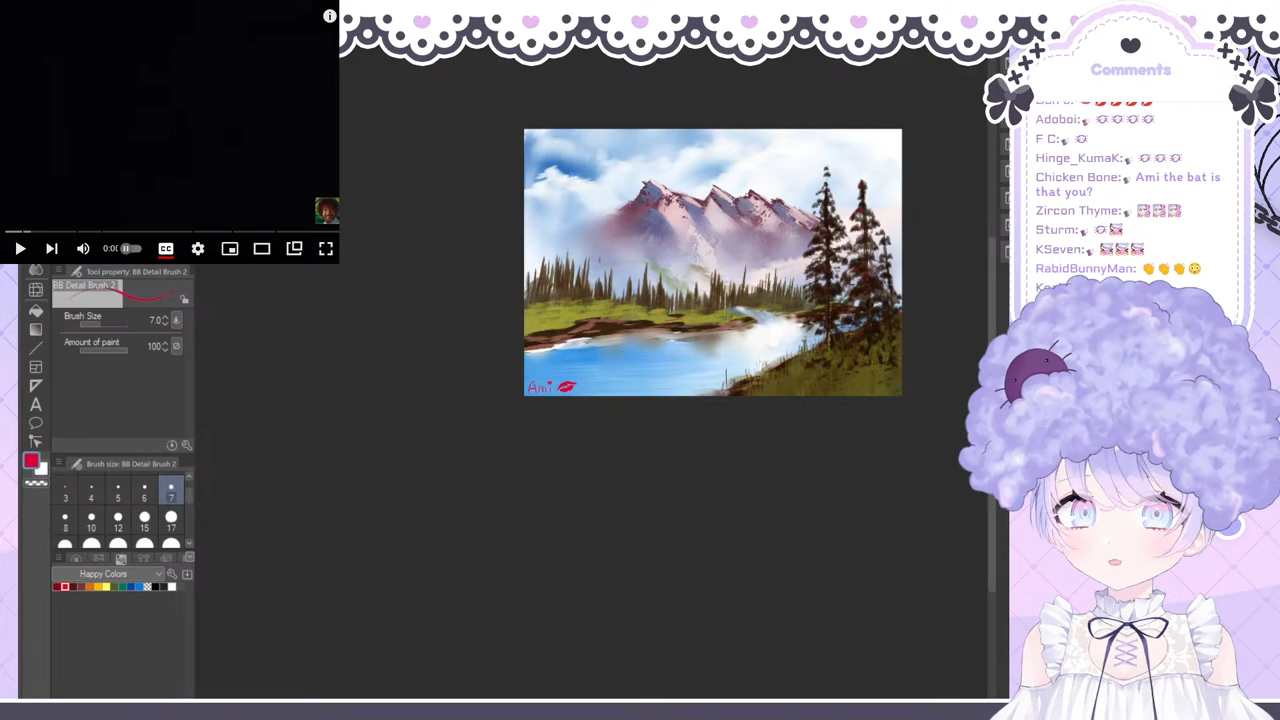 i
Comments
Adoboi:
F C:
Hinge_KumaK:
Chicken Bone: Ami the bat is
that you?
Zircon Thyme:
Sturm:
KSeven:
RabidBunnyMan:
0:00
CC
Tool property: BB Detail Brush 2
BB Detail Brush 2
Brush Size 7.0
Amount of paint 100
A
Ami
Brush size: BB Detail Brush 2
3 4 5 6 7
8 10 12 15 17
Happy Colors